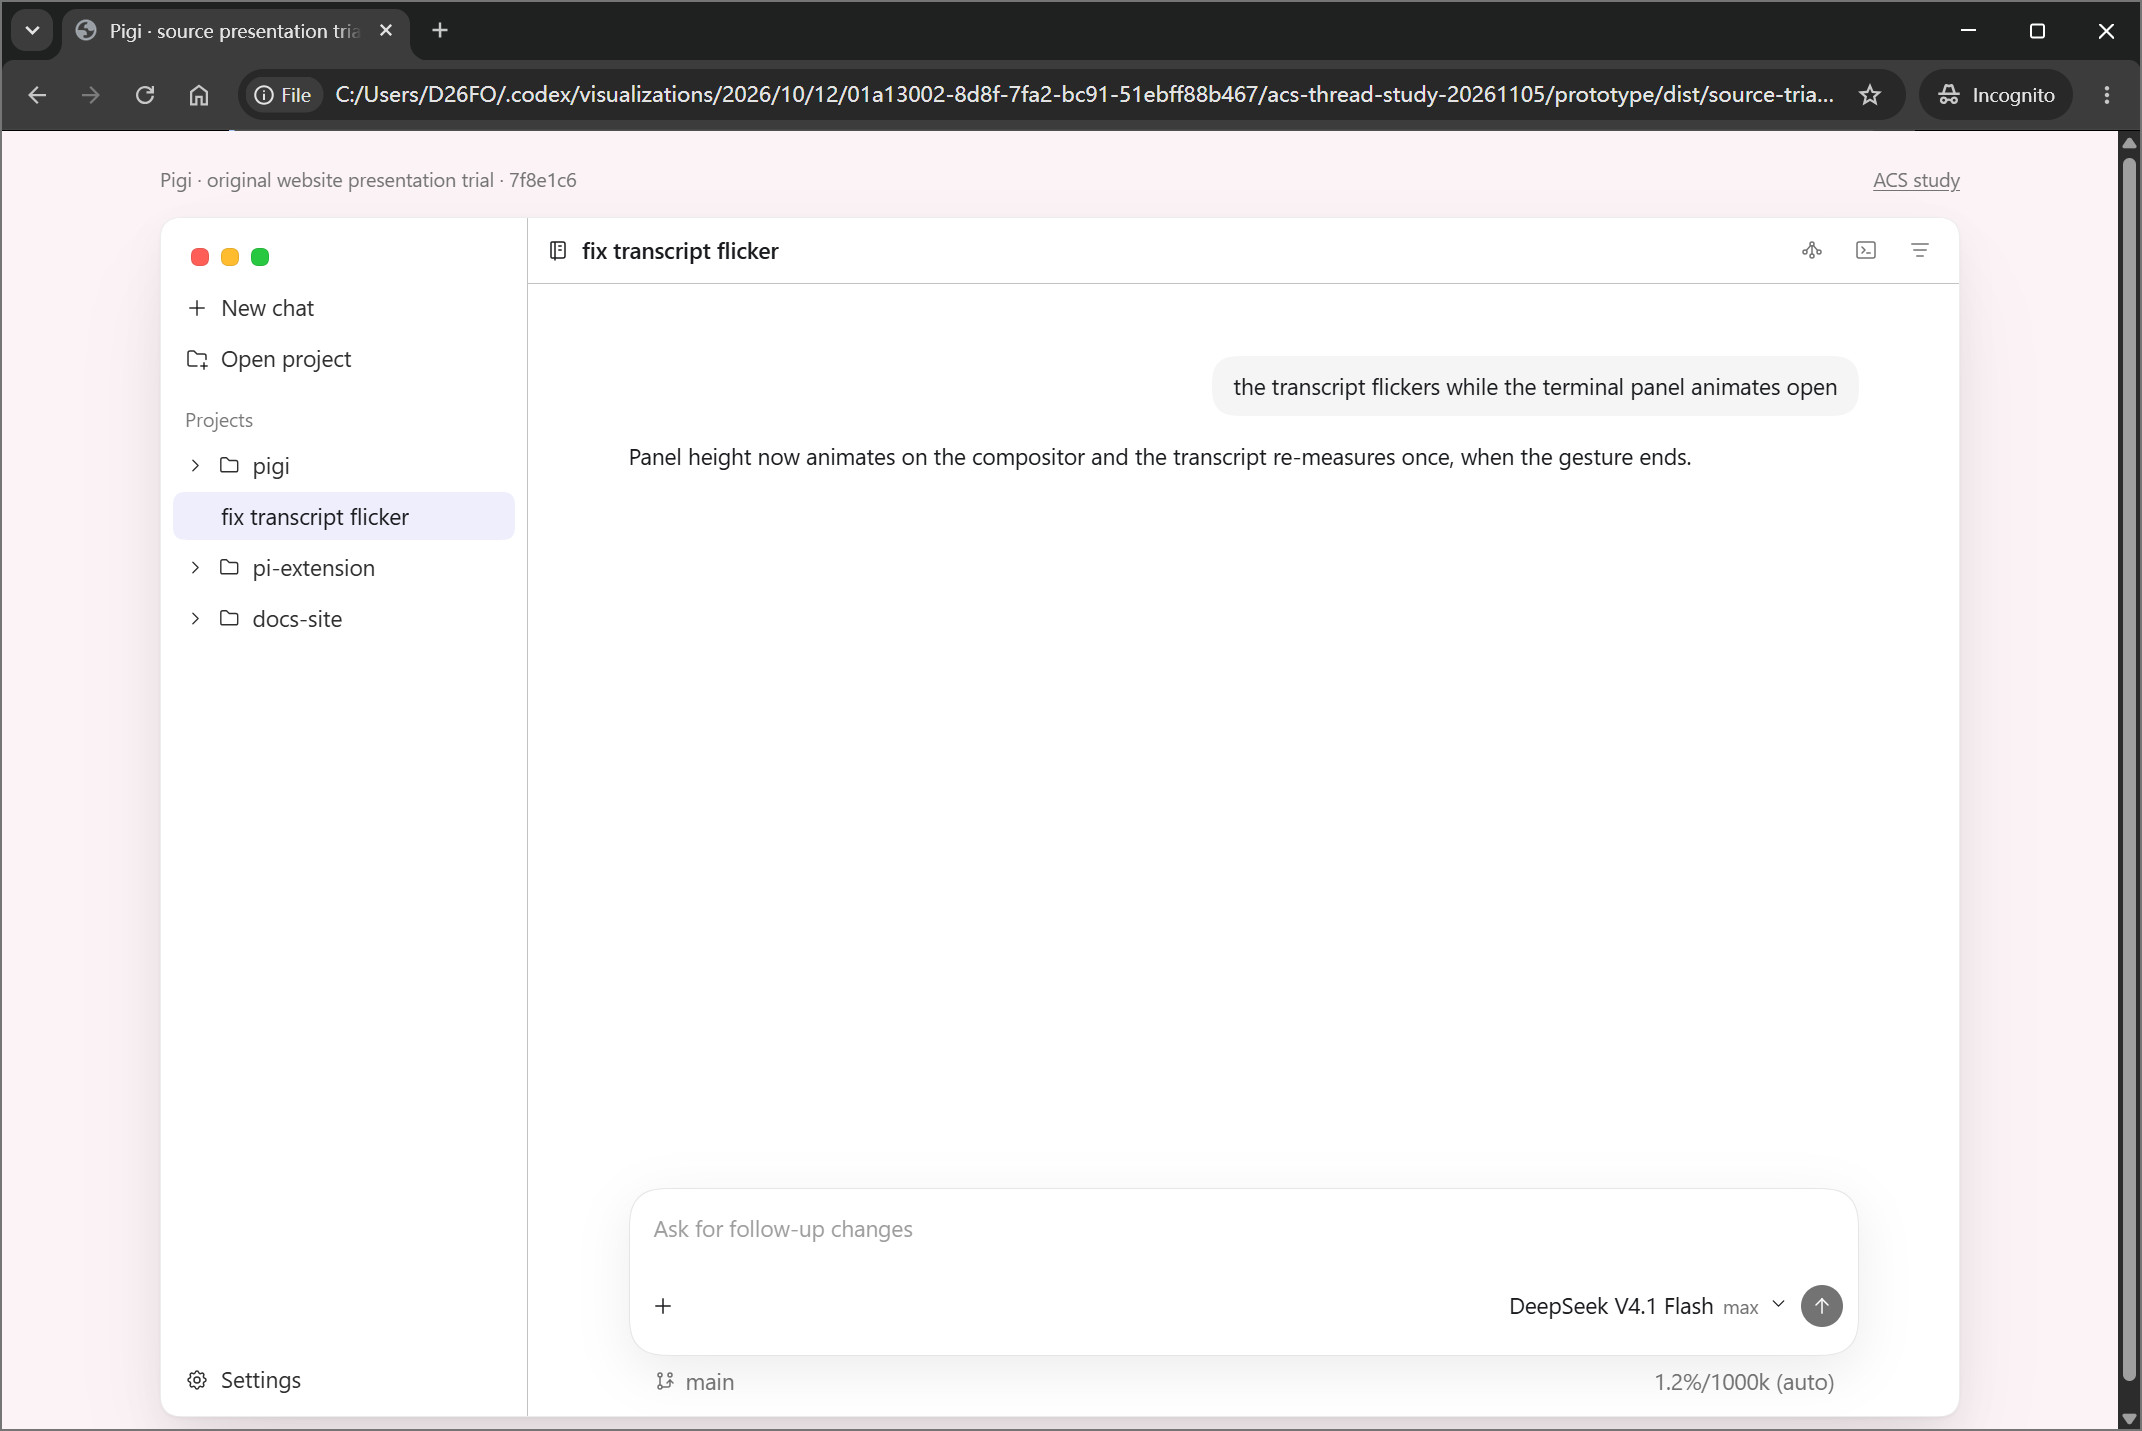 Pigi · source presentation tria
File C:/Users/D26FO/.codex/visualizations/2026/10/12/01a13002-8d8f-7fa2-bc91-51ebff88b467/acs-thread-study-20261105/prototype/dist/source-tria... Incognito
Pigi · original website presentation trial · 7f8e1c6
ACS study
New chat
Open project
Projects
pigi
fix transcript flicker
pi-extension
docs-site
Settings
fix transcript flicker
the transcript flickers while the terminal panel animates open
Panel height now animates on the compositor and the transcript re-measures once, when the gesture ends.
Ask for follow-up changes
DeepSeek V4.1 Flash max
main
1.2%/1000k (auto)